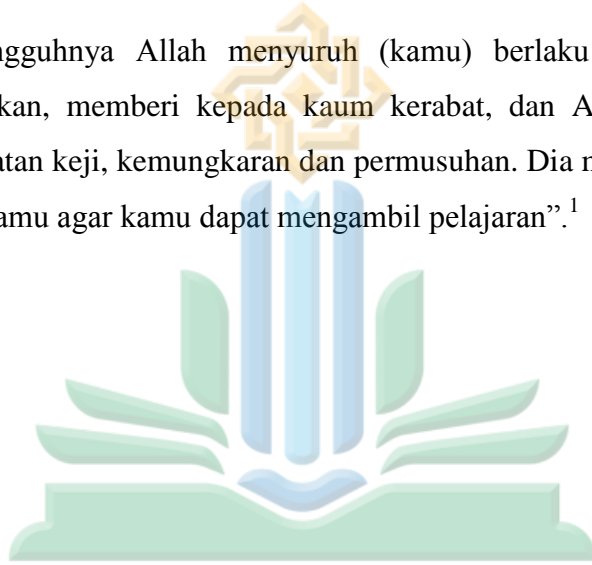 ngguhnya Allah menyuruh (kamu) berlaku
kan, memberi kepada kaum kerabat, dan A
atan keji, kemungkaran dan permusuhan. Dia m
amu agar kamu dapat mengambil pelajaran”.1